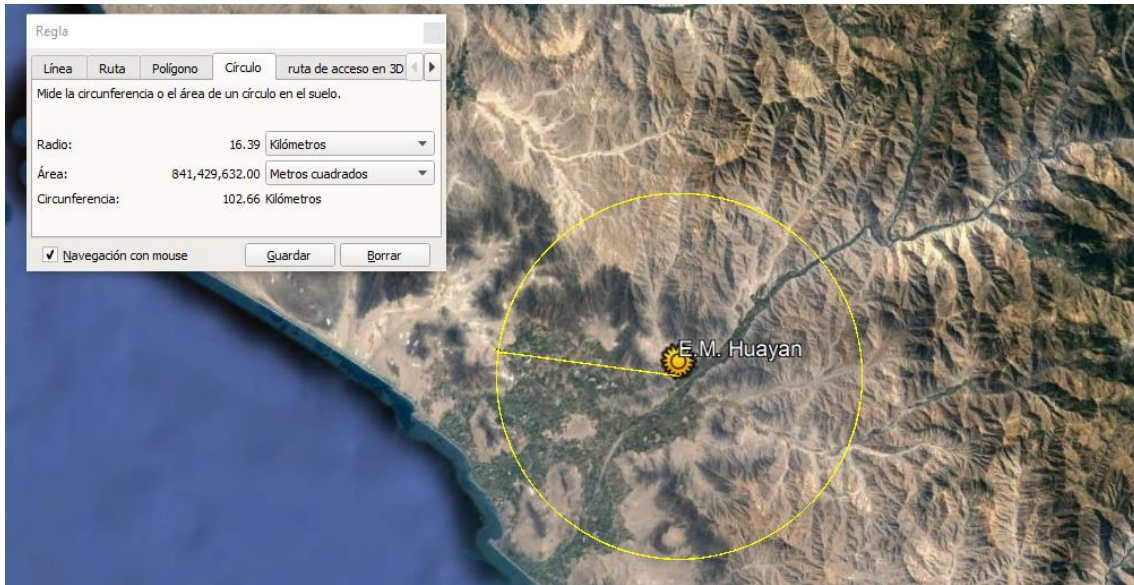 Regla
Línea Ruta Polígono Círculo ruta de acceso en 3D
Mide la circunferencia o el área de un círculo en el suelo.
Radio: 16.39 Kilómetros
Área: 841,429,632.00 Metros cuadrados
Circunferencia: 102.66 Kilómetros
Navegación con mouse Guardar Borrar
E.M. Huayan